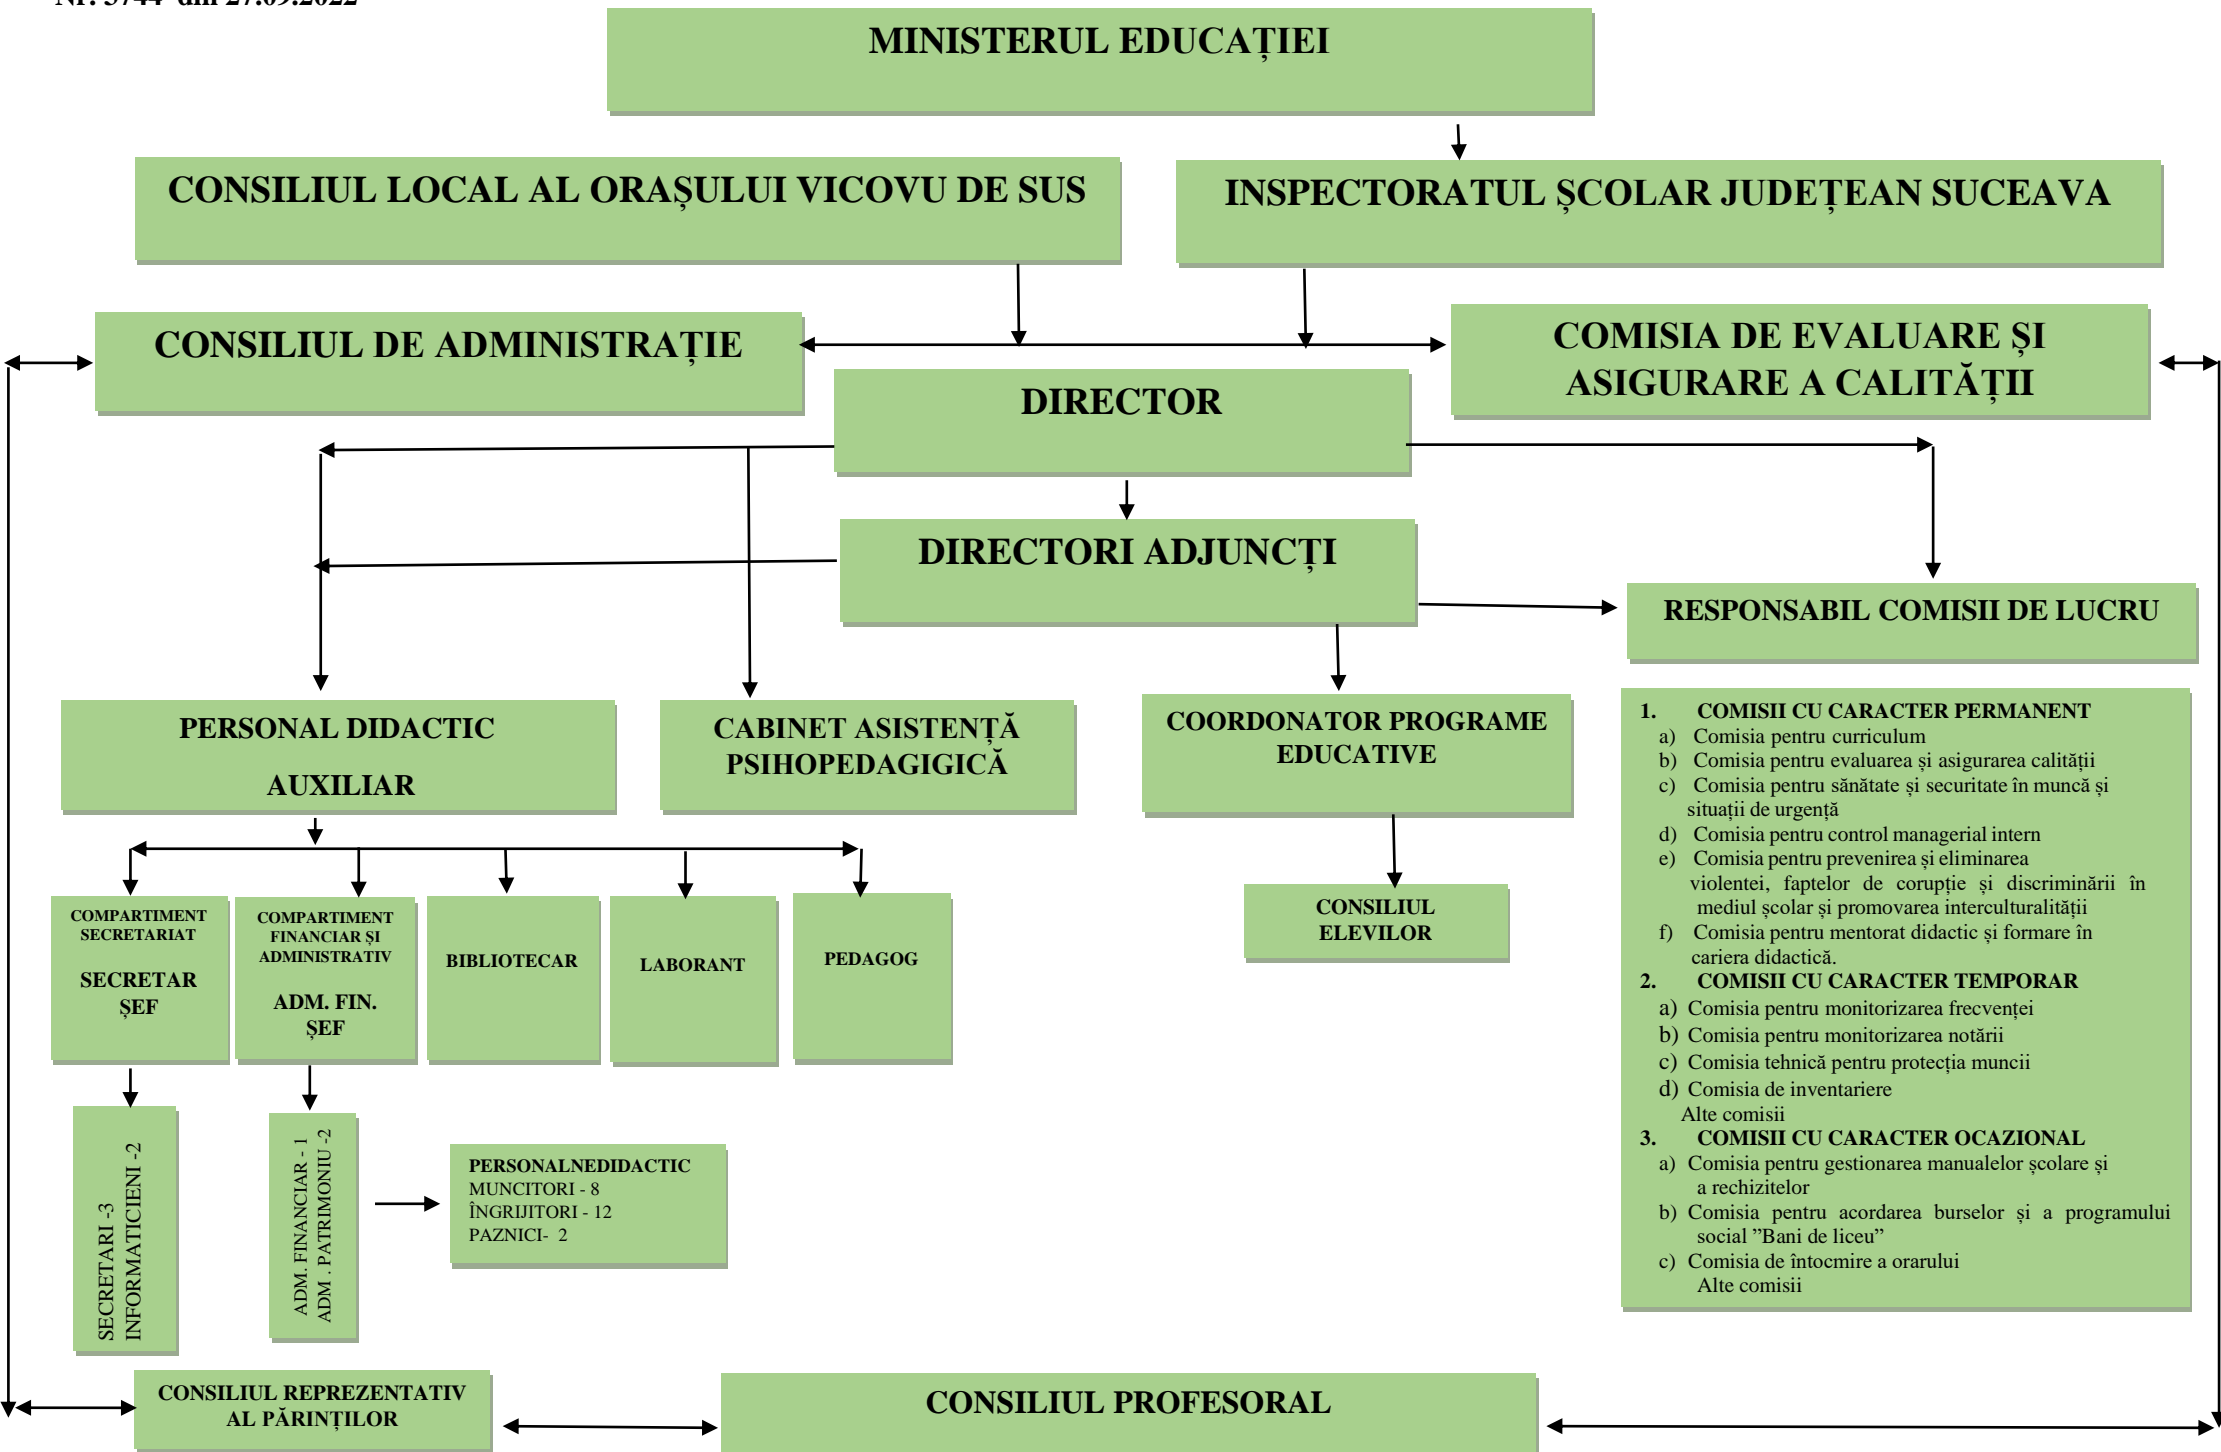 Nr. 3744 din 27.09.2022
MINISTERUL EDUCAȚIEI
CONSILIUL LOCAL AL ORAȘULUI VICOVU DE SUS
INSPECTORATUL ȘCOLAR JUDEȚEAN SUCEAVA
CONSILIUL DE ADMINISTRAȚIE
COMISIA DE EVALUARE ȘI
ASIGURARE A CALITĂȚII
DIRECTOR
DIRECTORI ADJUNCȚI
RESPONSABIL COMISII DE LUCRU
PERSONAL DIDACTIC
AUXILIAR
CABINET ASISTENȚĂ
PSIHOPEDAGIGICĂ
COORDONATOR PROGRAME
EDUCATIVE
CONSILIUL
ELEVILOR
COMPARTIMENT
SECRETARIAT
SECRETAR
ȘEF
COMPARTIMENT
FINANCIAR ȘI
ADMINISTRATIV
ADM. FIN.
ȘEF
BIBLIOTECAR
LABORANT
PEDAGOG
SECRETARI -3
INFORMATICIENI -2
ADM. FINANCIAR - 1
ADM . PATRIMONIU -2
PERSONALNEDIDACTIC
MUNCITORI - 8
ÎNGRIJITORI - 12
PAZNICI- 2
1. COMISII CU CARACTER PERMANENT
a) Comisia pentru curriculum
b) Comisia pentru evaluarea și asigurarea calității
c) Comisia pentru sănătate și securitate în muncă și
situații de urgență
d) Comisia pentru control managerial intern
e) Comisia pentru prevenirea și eliminarea
violentei, faptelor de corupție și discriminării în
mediul școlar și promovarea interculturalității
f) Comisia pentru mentorat didactic și formare în
cariera didactică.
2. COMISII CU CARACTER TEMPORAR
a) Comisia pentru monitorizarea frecvenței
b) Comisia pentru monitorizarea notării
c) Comisia tehnică pentru protecția muncii
d) Comisia de inventariere
Alte comisii
3. COMISII CU CARACTER OCAZIONAL
a) Comisia pentru gestionarea manualelor școlare și
a rechizitelor
b) Comisia pentru acordarea burselor și a programului
social ”Bani de liceu”
c) Comisia de întocmire a orarului
Alte comisii
CONSILIUL REPREZENTATIV
AL PĂRINȚILOR
CONSILIUL PROFESORAL